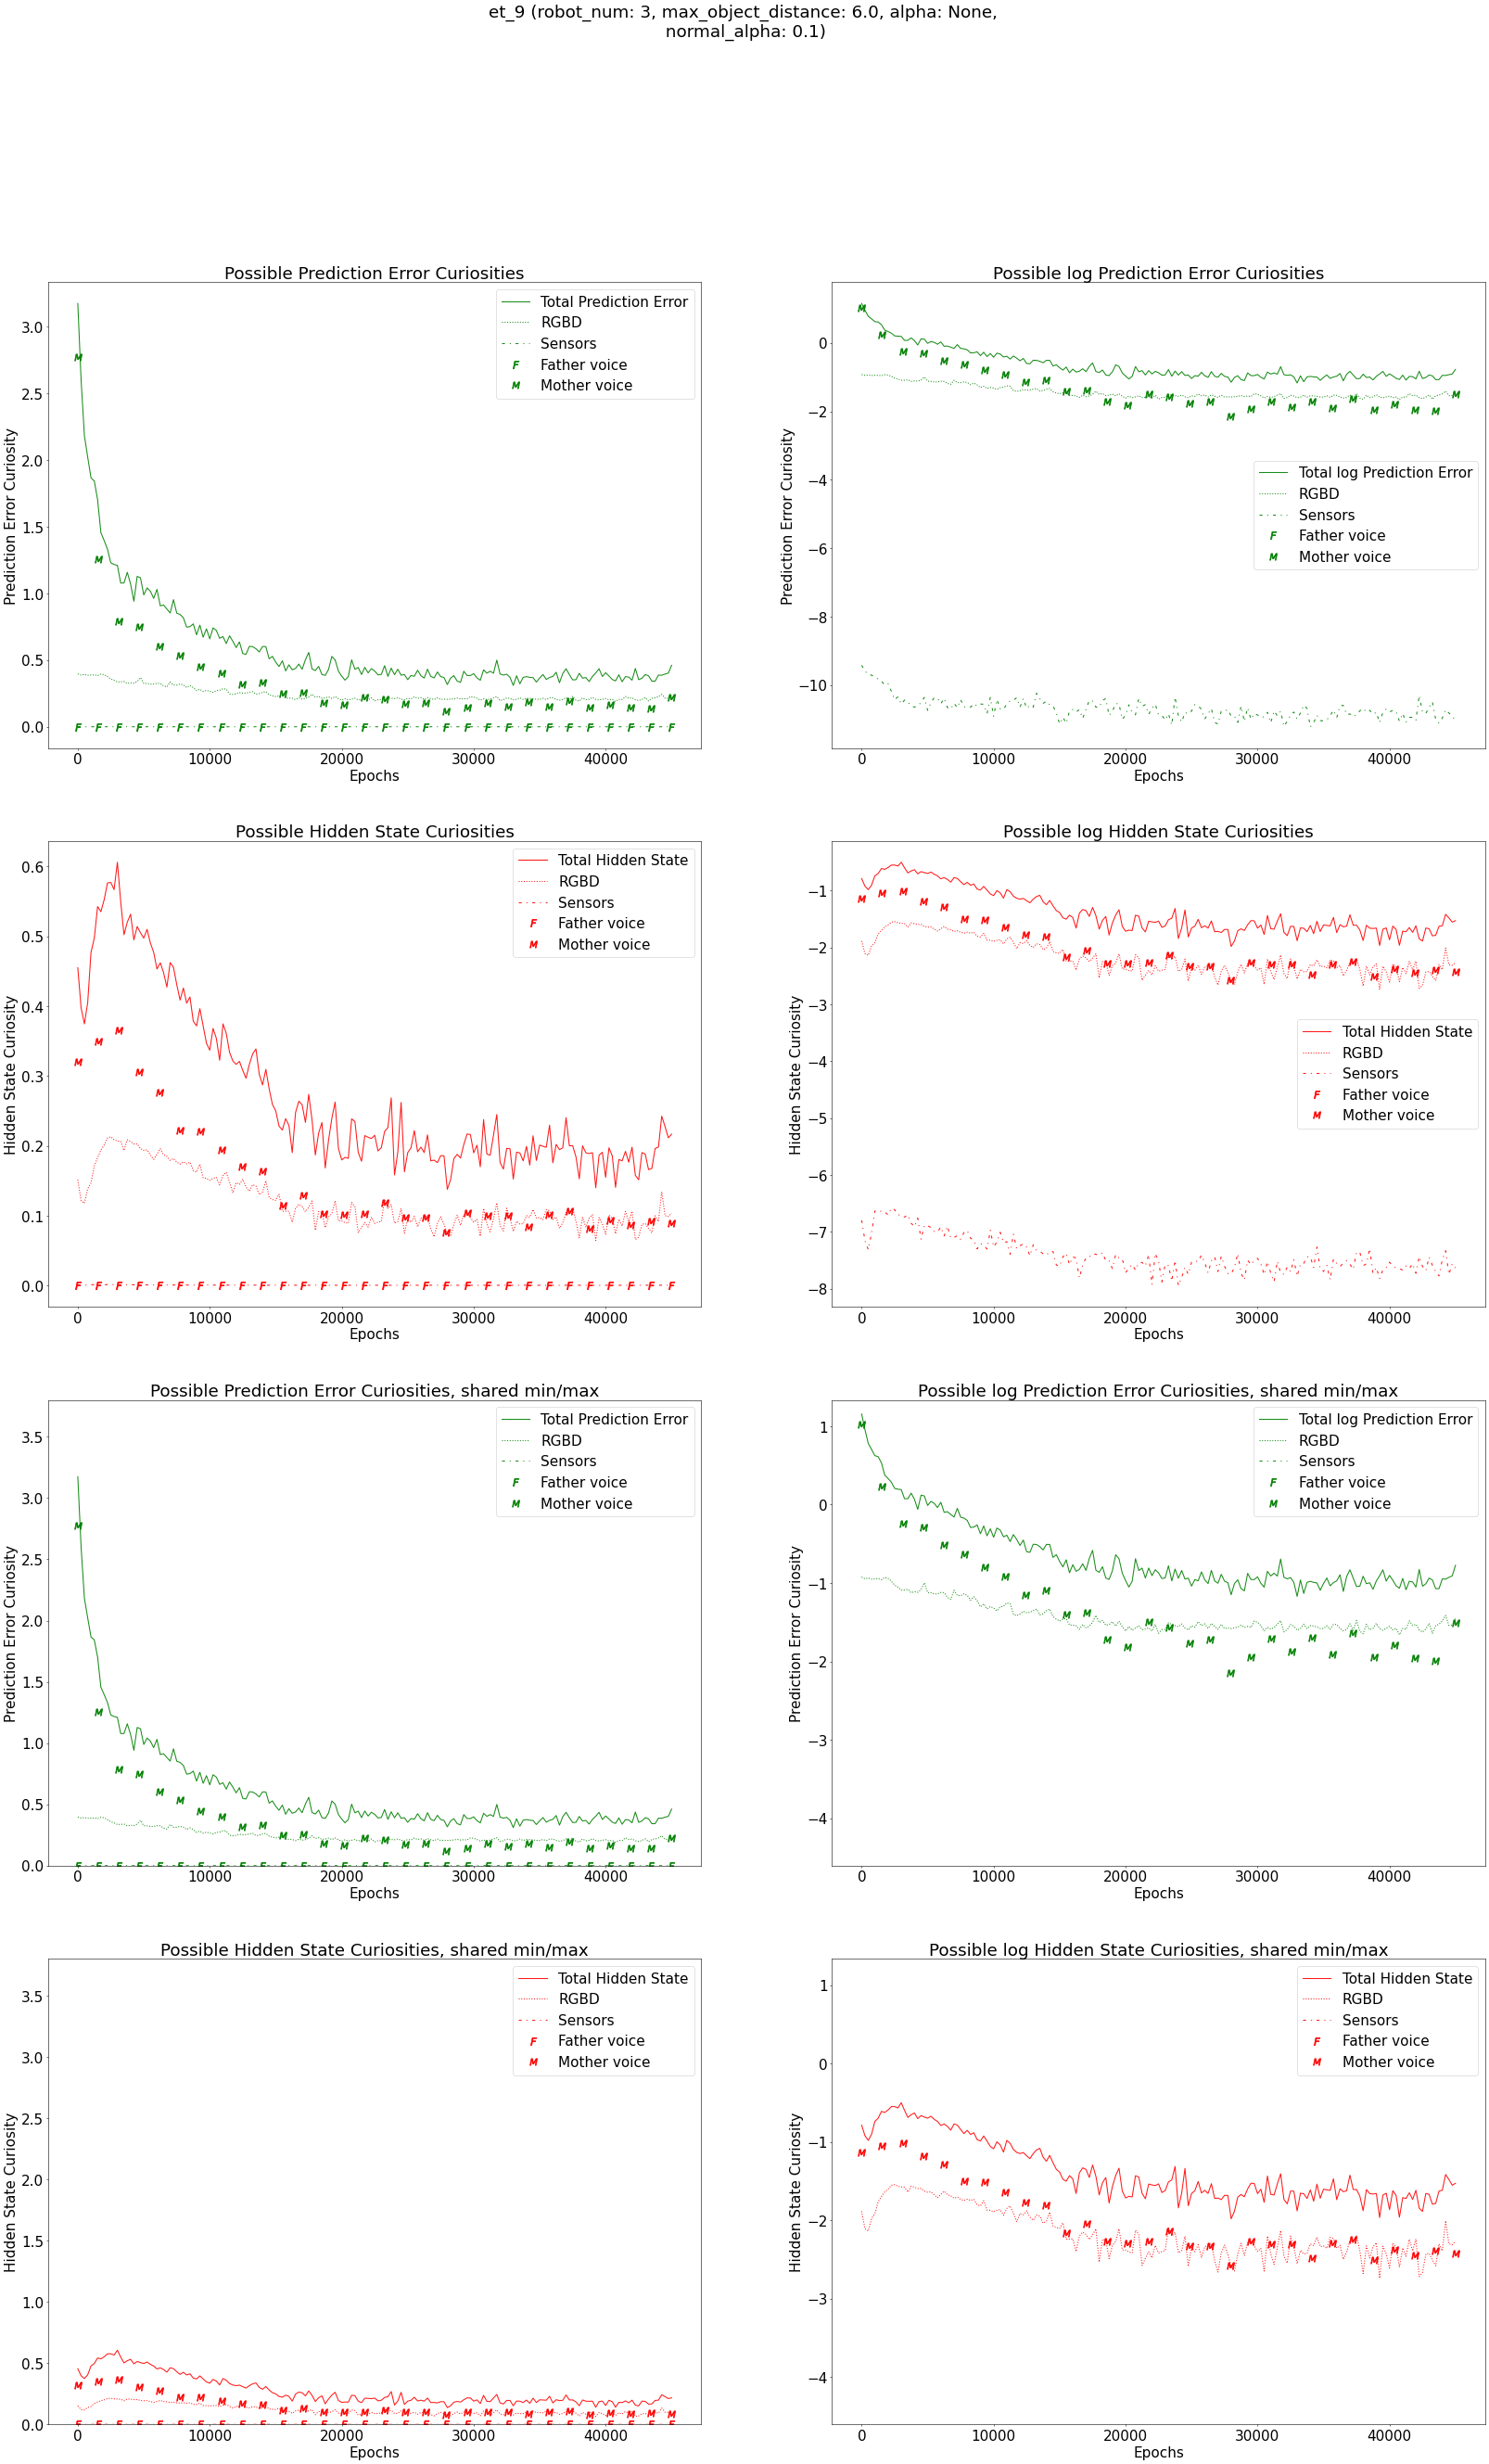 et_9 (robot_num: 3, max_object_distance: 6.0, alpha: None,
normal_alpha: 0.1)
Possible Prediction Error Curiosities
Prediction Error Curiosity
3.0
2.5
2.0
1.5
1.0
0.5
0.0
Total Prediction Error
RGBD
Sensors
F Father voice
M Mother voice
0 10000 20000 30000 40000
Epochs
Possible log Prediction Error Curiosities
Prediction Error Curiosity
0
−2
−4
−6
−8
−10
Total log Prediction Error
RGBD
Sensors
F Father voice
M Mother voice
0 10000 20000 30000 40000
Epochs
Possible Hidden State Curiosities
Hidden State Curiosity
0.6
0.5
0.4
0.3
0.2
0.1
0.0
Total Hidden State
RGBD
Sensors
F Father voice
M Mother voice
0 10000 20000 30000 40000
Epochs
Possible log Hidden State Curiosities
Hidden State Curiosity
−1
−2
−3
−4
−5
−6
−7
−8
Total Hidden State
RGBD
Sensors
F Father voice
M Mother voice
0 10000 20000 30000 40000
Epochs
Possible Prediction Error Curiosities, shared min/max
Prediction Error Curiosity
3.5
3.0
2.5
2.0
1.5
1.0
0.5
0.0
Total Prediction Error
RGBD
Sensors
F Father voice
M Mother voice
0 10000 20000 30000 40000
Epochs
Possible log Prediction Error Curiosities, shared min/max
Prediction Error Curiosity
1
0
−1
−2
−3
−4
Total log Prediction Error
RGBD
Sensors
F Father voice
M Mother voice
0 10000 20000 30000 40000
Epochs
Possible Hidden State Curiosities, shared min/max
Hidden State Curiosity
3.5
3.0
2.5
2.0
1.5
1.0
0.5
0.0
Total Hidden State
RGBD
Sensors
F Father voice
M Mother voice
0 10000 20000 30000 40000
Epochs
Possible log Hidden State Curiosities, shared min/max
Hidden State Curiosity
1
0
−1
−2
−3
−4
Total Hidden State
RGBD
Sensors
F Father voice
M Mother voice
0 10000 20000 30000 40000
Epochs